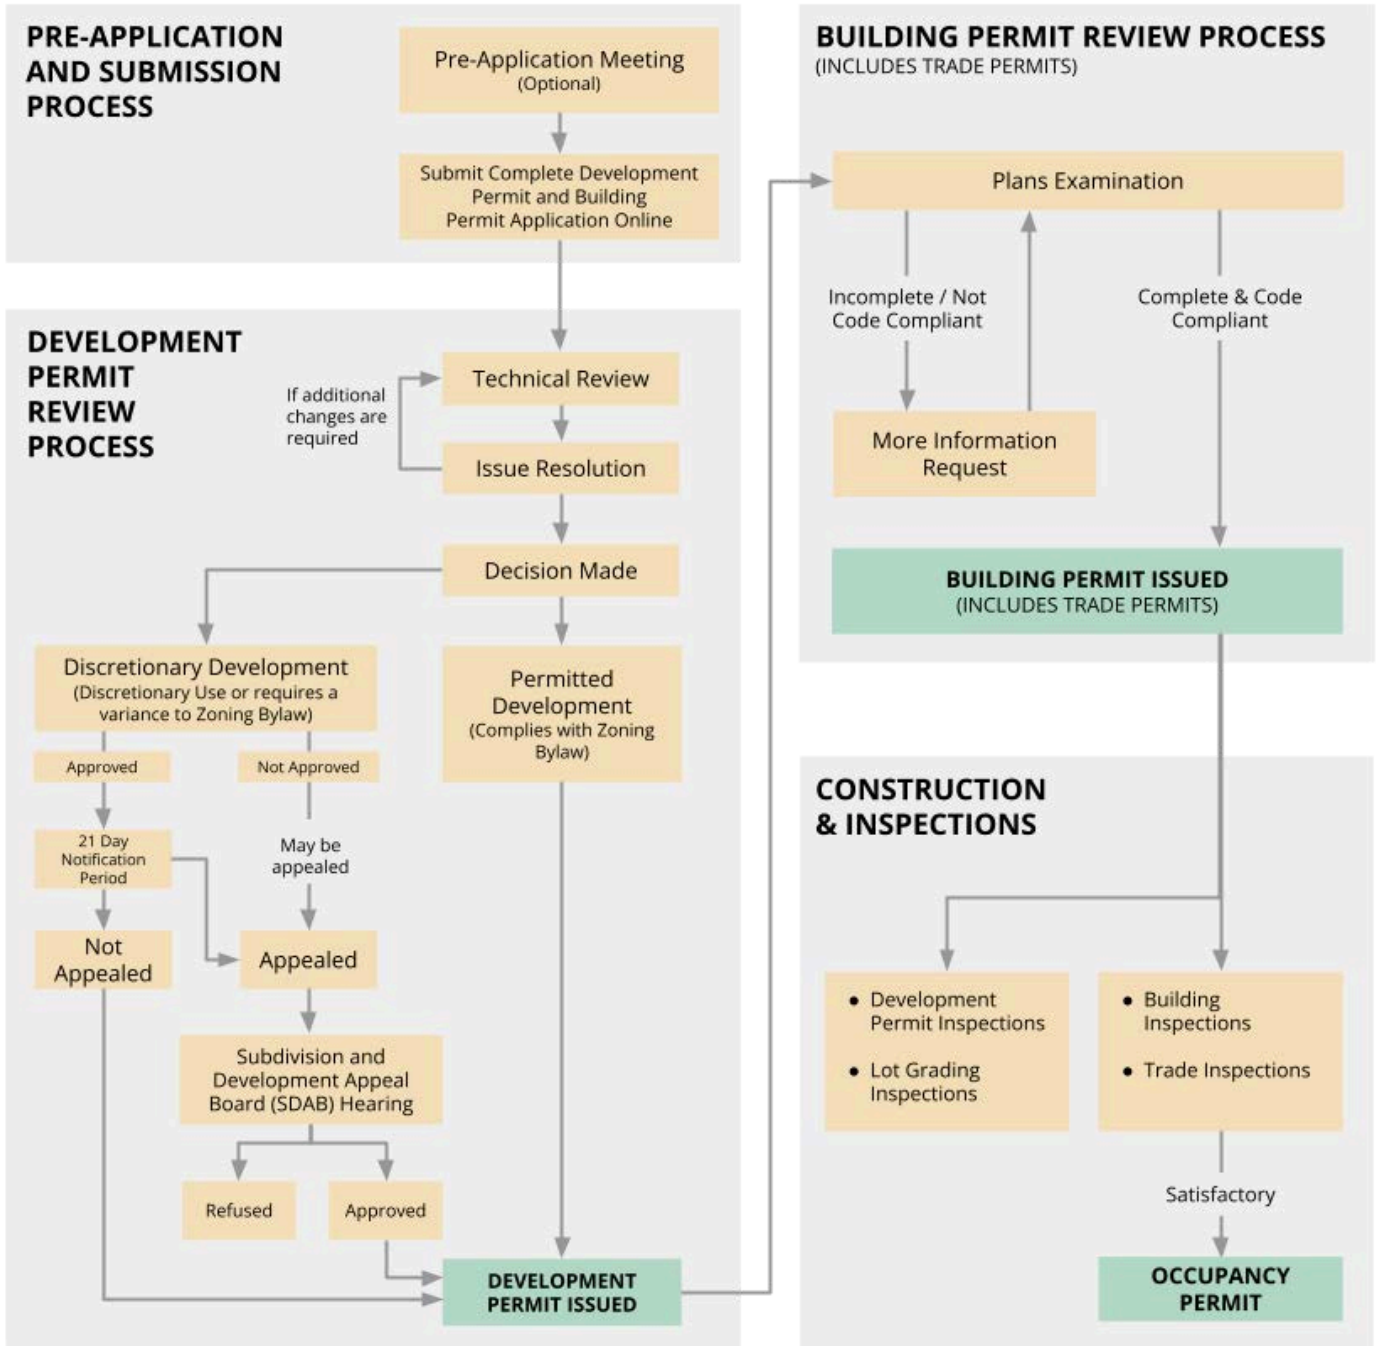 PRE-APPLICATION
AND SUBMISSION
PROCESS
Pre-Application Meeting
(Optional)
Submit Complete Development
Permit and Building
Permit Application Online
DEVELOPMENT
PERMIT
REVIEW
PROCESS
If additional
changes are
required
Technical Review
Issue Resolution
Decision Made
Discretionary Development
(Discretionary Use or requires a
variance to Zoning Bylaw)
Permitted
Development
(Complies with Zoning
Bylaw)
Approved
Not Approved
21 Day
Notification
Period
May be
appealed
Not
Appealed
Appealed
Subdivision and
Development Appeal
Board (SDAB) Hearing
Refused
Approved
DEVELOPMENT
PERMIT ISSUED
BUILDING PERMIT REVIEW PROCESS
(INCLUDES TRADE PERMITS)
Plans Examination
Incomplete / Not
Code Compliant
Complete & Code
Compliant
More Information
Request
BUILDING PERMIT ISSUED
(INCLUDES TRADE PERMITS)
CONSTRUCTION
& INSPECTIONS
• Development
Permit Inspections
• Lot Grading
Inspections
• Building
Inspections
• Trade Inspections
Satisfactory
OCCUPANCY
PERMIT